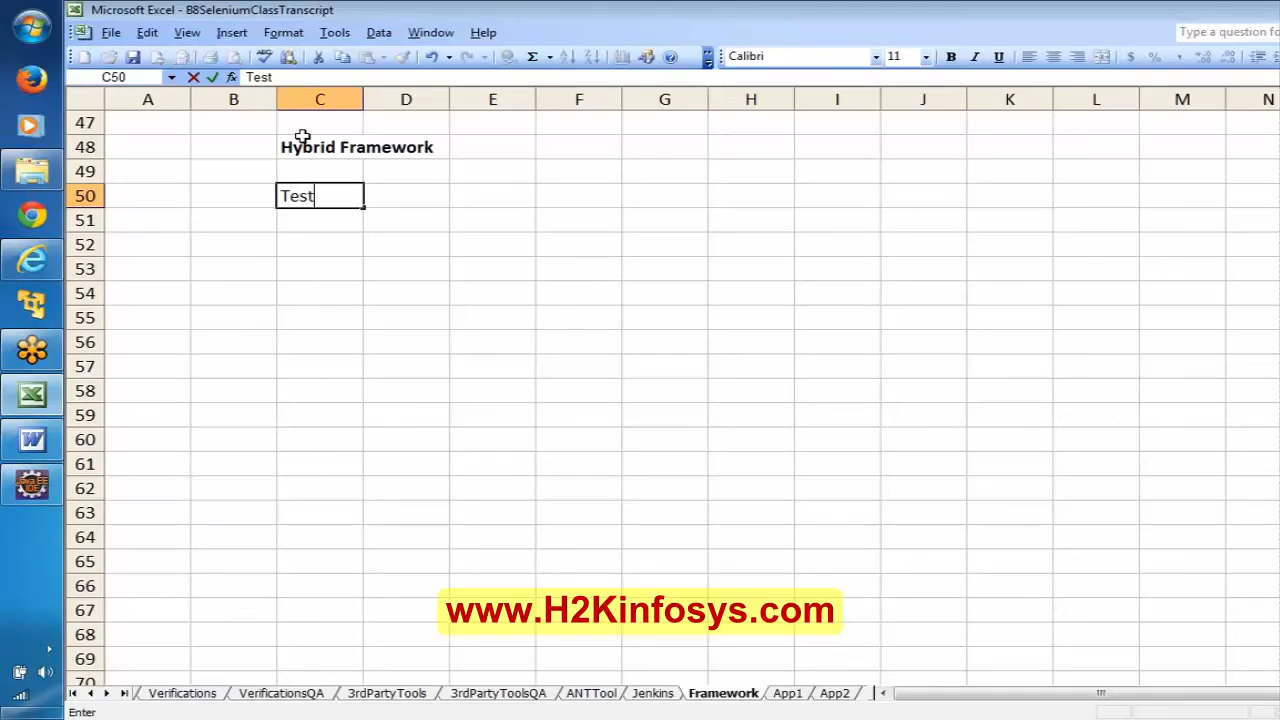 Microsoft Excel - B8SeleniumClassTranscript
File Edit View Insert Format Tools Data Window Help
Type a question fo
Calibri 11 B I U $ %
C50 fx Test
A B C D E F G H I J K L M N
47
48 Hybrid Framework
49
50 Test
51
52
53
54
55
56
57
58
59
60
61
62
63
64
65
66
67
www.H2Kinfosys.com
68
69
70
Verifications VerificationsQA 3rdPartyTools 3rdPartyToolsQA ANTTool Jenkins Framework App1 App2
Enter